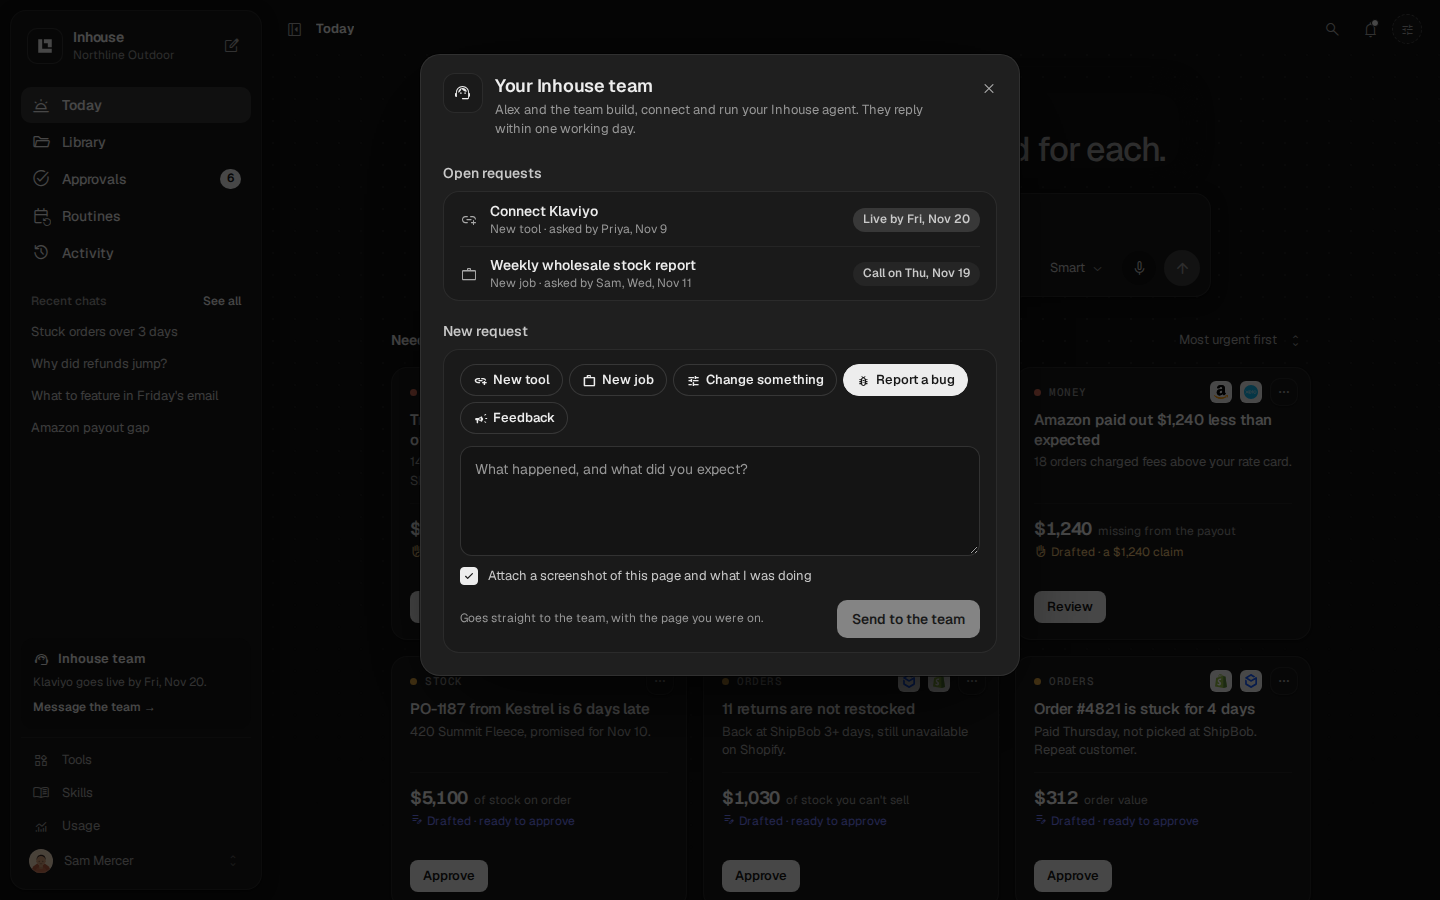 Inhouse
Northline Outdoor
Today
Library
Approvals
6
Routines
Activity
Recent chats
See all
Stuck orders over 3 days
Why did refunds jump?
What to feature in Friday's email
Amazon payout gap
Inhouse team
Klaviyo goes live by Fri, Nov 20.
Message the team →
Tools
Skills
Usage
Sam Mercer
Today
for each.
Smart
Most urgent first
Your Inhouse team
Alex and the team build, connect and run your Inhouse agent. They reply
within one working day.
Open requests
Connect Klaviyo
New tool · asked by Priya, Nov 9
Live by Fri, Nov 20
Weekly wholesale stock report
New job · asked by Sam, Wed, Nov 11
Call on Thu, Nov 19
New request
New tool
New job
Change something
Report a bug
Feedback
What happened, and what did you expect?
Attach a screenshot of this page and what I was doing
Goes straight to the team, with the page you were on.
Send to the team
MONEY
Amazon paid out $1,240 less than
expected
18 orders charged fees above your rate card.
$1,240 missing from the payout
Drafted · a $1,240 claim
Review
STOCK
PO-1187 from Kestrel is 6 days late
420 Summit Fleece, promised for Nov 10.
$5,100 of stock on order
Drafted · ready to approve
Approve
ORDERS
11 returns are not restocked
Back at ShipBob 3+ days, still unavailable
on Shopify.
$1,030 of stock you can't sell
Drafted · ready to approve
Approve
ORDERS
Order #4821 is stuck for 4 days
Paid Thursday, not picked at ShipBob.
Repeat customer.
$312 order value
Drafted · ready to approve
Approve